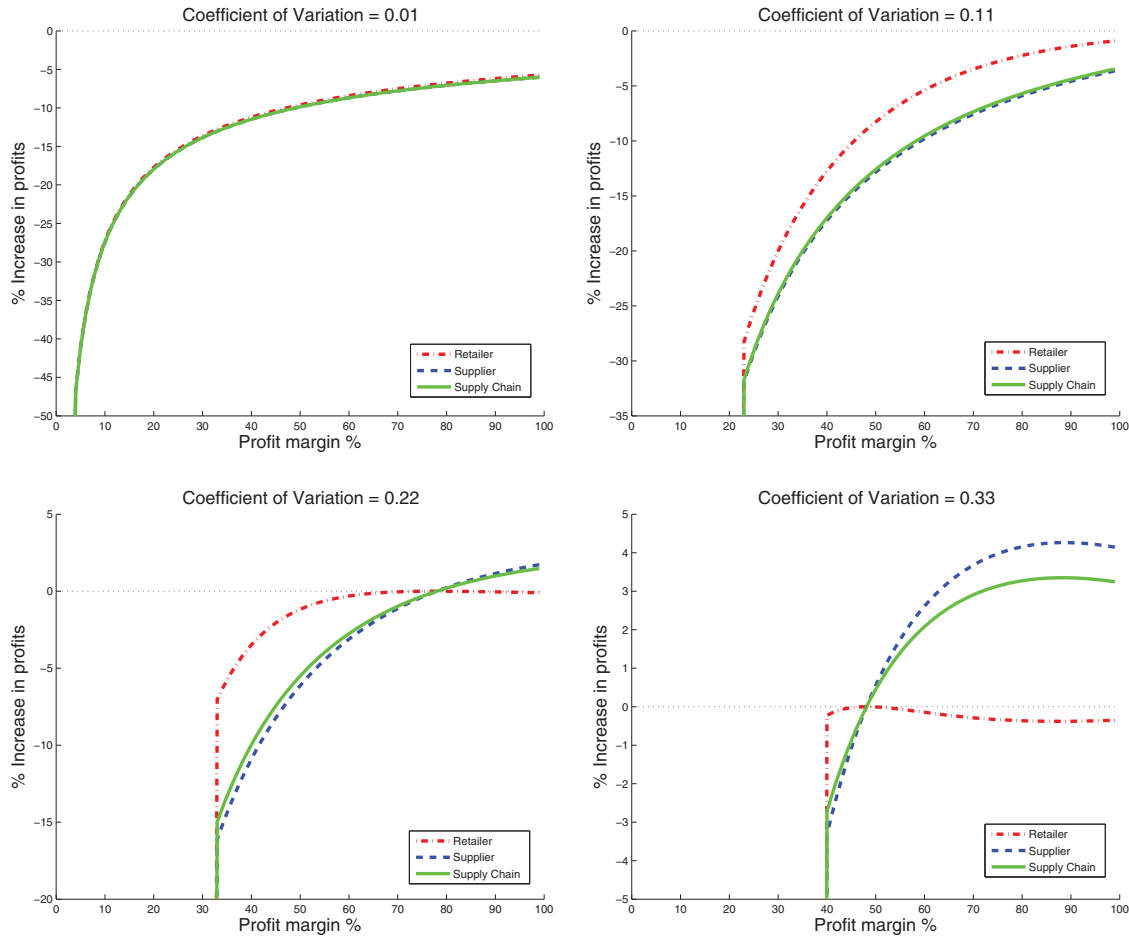 Coefficient of Variation = 0.01
% Increase in profits
0
−5
−10
−15
−20
−25
−30
−35
−40
−45
−50
0 10 20 30 40 50 60 70 80 90 100
Profit margin %
Retailer
Supplier
Supply Chain
Coefficient of Variation = 0.11
% Increase in profits
0
−5
−10
−15
−20
−25
−30
−35
0 10 20 30 40 50 60 70 80 90 100
Profit margin %
Retailer
Supplier
Supply Chain
Coefficient of Variation = 0.22
% Increase in profits
5
0
−5
−10
−15
−20
0 10 20 30 40 50 60 70 80 90 100
Profit margin %
Retailer
Supplier
Supply Chain
Coefficient of Variation = 0.33
% Increase in profits
5
4
3
2
1
0
−1
−2
−3
−4
−5
0 10 20 30 40 50 60 70 80 90 100
Profit margin %
Retailer
Supplier
Supply Chain